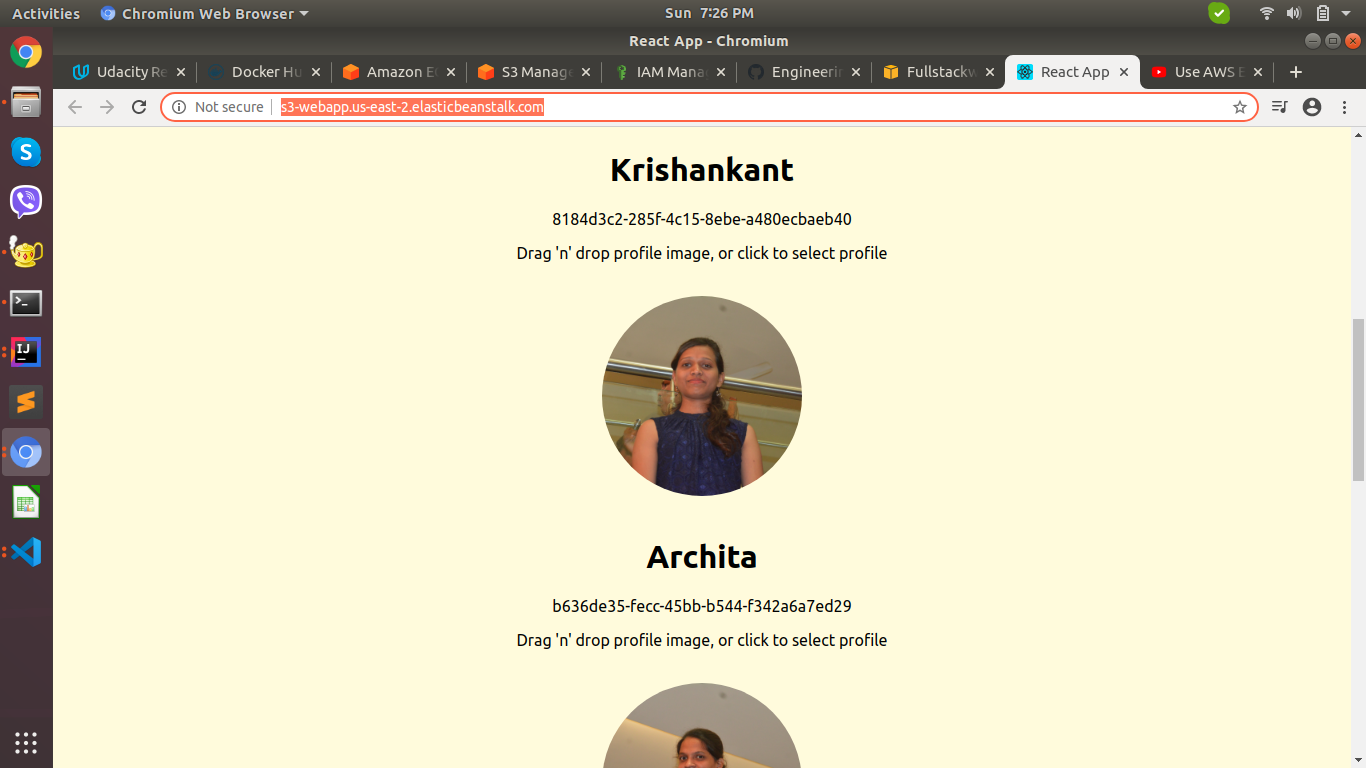 Activities
Chromium Web Browser
Sun 7:26 PM
React App - Chromium
Udacity Re
Docker Hu
Amazon E
S3 Manage
IAM Mana
Engineerin
Fullstackw
React App
Use AWS E
Not secure
s3-webapp.us-east-2.elasticbeanstalk.com
Krishankant
8184d3c2-285f-4c15-8ebe-a480ecbaeb40
Drag 'n' drop profile image, or click to select profile
Archita
b636de35-fecc-45bb-b544-f342a6a7ed29
Drag 'n' drop profile image, or click to select profile